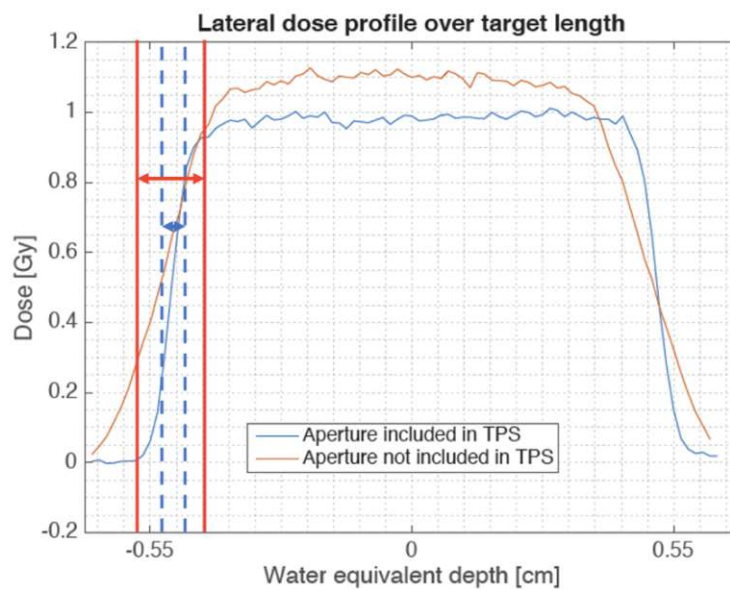 Lateral dose profile over target length
1.2
1
0.8
0.6
0.4
0.2
0
-0.2
Dose [Gy]
Aperture included in TPS
Aperture not included in TPS
-0.55
0
0.55
Water equivalent depth [cm]